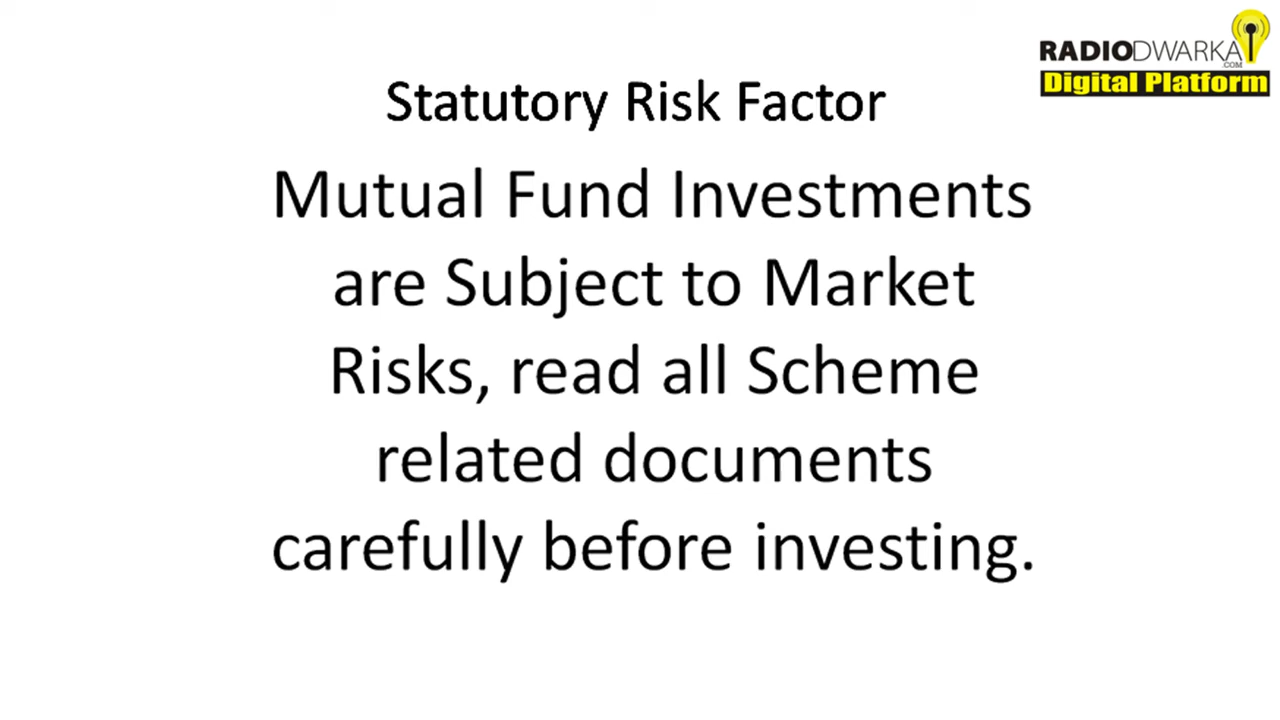 RADIODWARKA
.COM
Digital Platform
Statutory Risk Factor
Mutual Fund Investments
are Subject to Market
Risks, read all Scheme
related documents
carefully before investing.